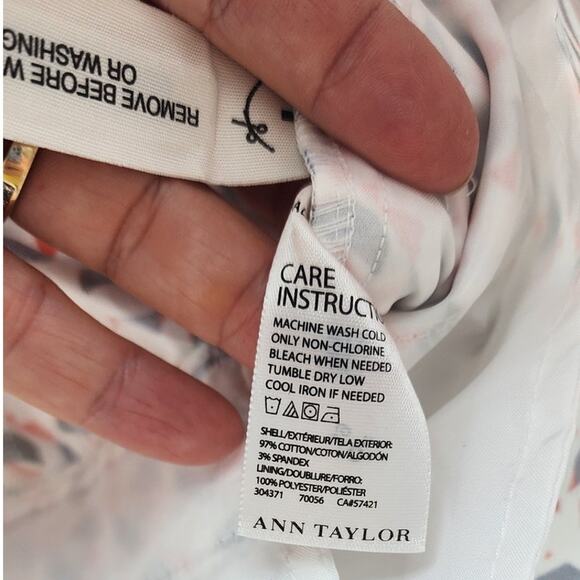 REMOVE BEFORE W
OR WASHING
CARE
INSTRUCTI
MACHINE WASH COLD
ONLY NON-CHLORINE
BLEACH WHEN NEEDED
TUMBLE DRY LOW
COOL IRON IF NEEDED
SHELL/EXTÉRIEUR/TELA EXTERIOR:
97% COTTON/COTON/ALGODÓN
3% SPANDEX
LINING/DOUBLURE/FORRO:
100% POLYESTER/POLIÉSTER
304371 70056 CA#57421
ANN TAYLOR